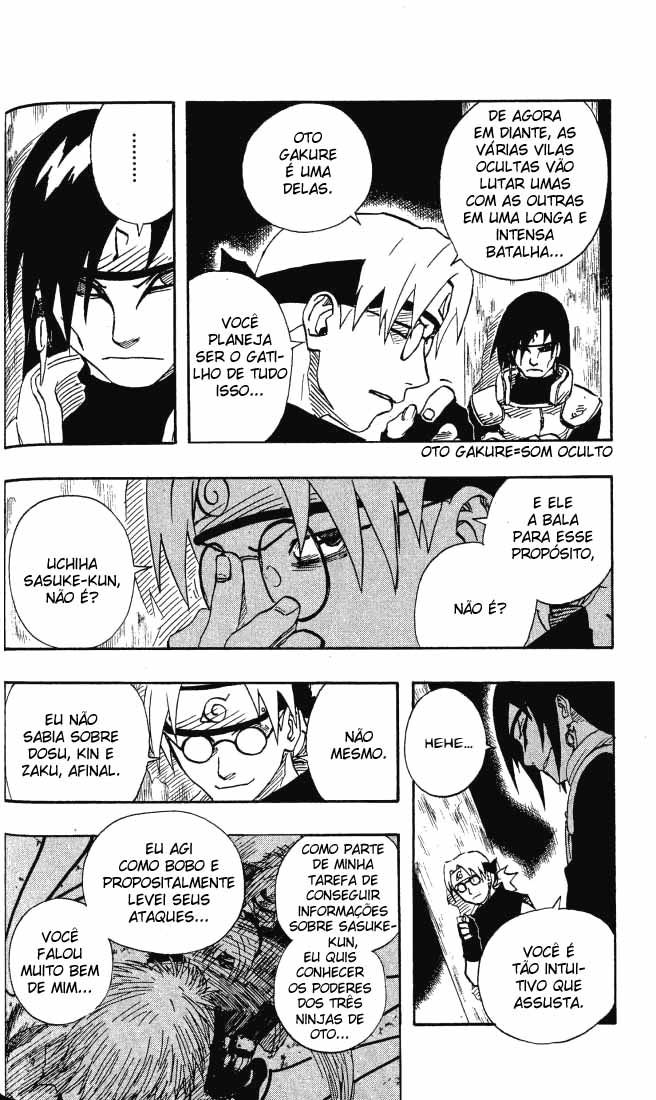 DE AGORA
EM DIANTE, AS
VÁRIAS VILAS
OCULTAS VÃO
LUTAR UMAS
COM AS OUTRAS
EM UMA LONGA E
INTENSA
BATALHA...
OTO
GAKURE
É UMA
DELAS.
VOCÊ
PLANEJA
SER O GATI-
LHO DE TUDO
ISSO...
.........
OTO GAKURE=SOM OCULTO
E ELE
A BALA
PARA ESSE
PROPÓSITO,
NÃO É?
UCHIHA
SASUKE-KUN,
NÃO É?
HEHE...
VOCÊ É
TÃO INTUI-
TIVO QUE
ASSUSTA.
NÃO
MESMO.
EU NÃO
SABIA SOBRE
DOSU, KIN E
ZAKU, AFINAL.
COMO PARTE
DE MINHA
TAREFA DE
CONSEGUIR
INFORMAÇÕES
SOBRE SASUKE-
KUN,
EU QUIS
CONHECER
OS PODERES
DOS TRÊS
NINJAS DE
OTO...
EU AGI
COMO BOBO E
PROPOSITALMENTE
LEVEI SEUS
ATAQUES...
VOCÊ
FALOU
MUITO BEM
DE MIM...